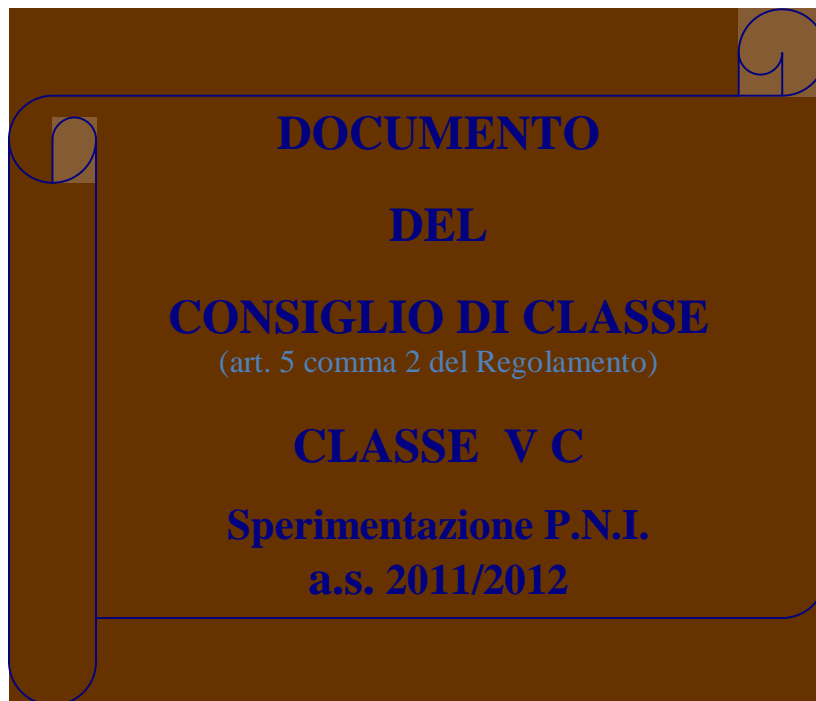 DOCUMENTO
DEL
CONSIGLIO DI CLASSE
(art. 5 comma 2 del Regolamento)
CLASSE V C
Sperimentazione P.N.I.
a.s. 2011/2012